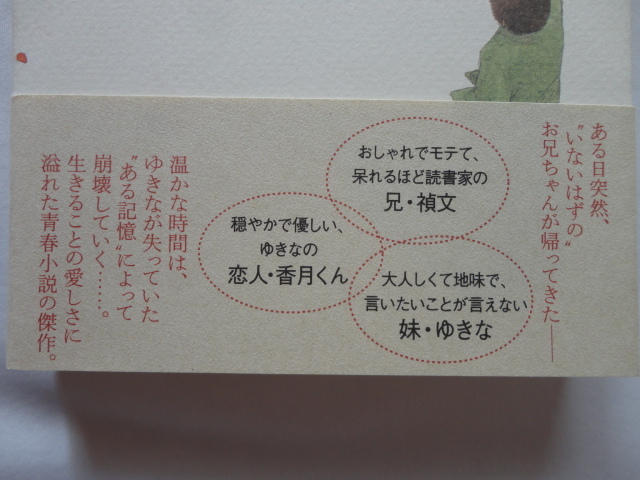 ある日突然、
〝いないはずの〟
お兄ちゃんが帰ってきた――
おしゃれでモテて、
呆れるほど読書家の
兄・禎文
穏やかで優しい、
ゆきなの
恋人・香月くん
大人しくて地味で、
言いたいことが言えない
妹・ゆきな
温かな時間は、
ゆきなが失っていた
〝ある記憶〟によって
崩壊していく……。
生きることの愛しさに
溢れた青春小説の傑作。